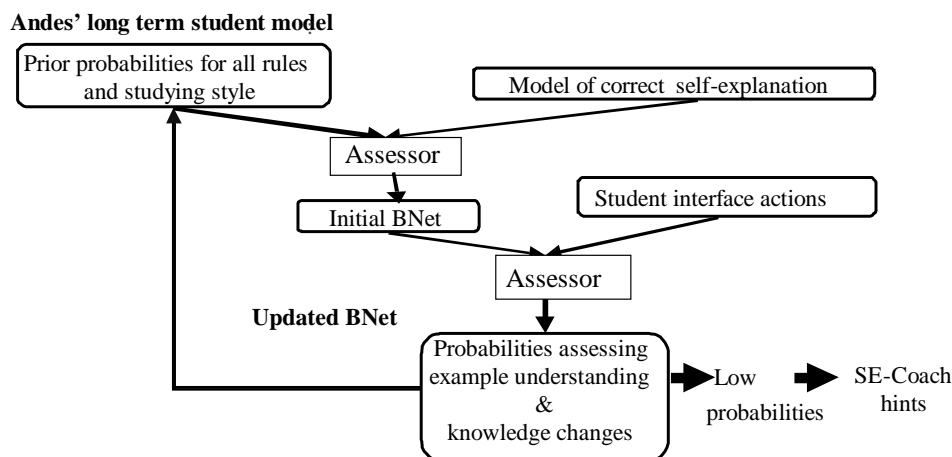 Andes' long term student model
Prior probabilities for all rules
and studying style
Model of correct self-explanation
Assessor
Initial BNet
Student interface actions
Assessor
Updated BNet
Probabilities assessing
example understanding
&
knowledge changes
Low
probabilities
SE-Coach
hints